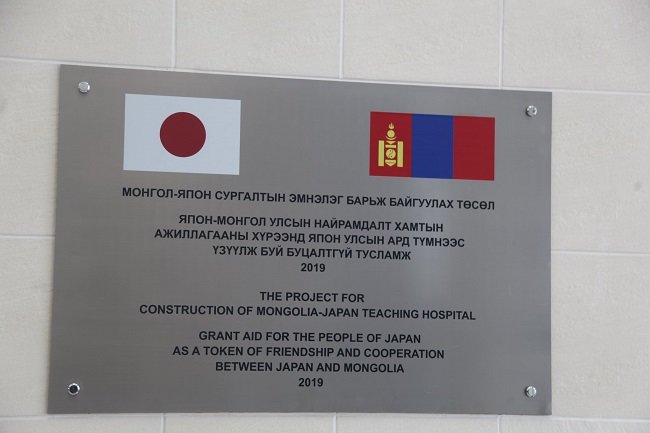 МОНГОЛ-ЯПОН СУРГАЛТЫН ЭМНЭЛЭГ БАРЬЖ БАЙГУУЛАХ ТӨСӨЛ
ЯПОН-МОНГОЛ УЛСЫН НАЙРАМДАЛТ ХАМТЫН
АЖИЛЛАГААНЫ ХҮРЭЭНД ЯПОН УЛСЫН АРД ТҮМНЭЭС
ҮЗҮҮЛЖ БУЙ БУЦАЛТГҮЙ ТУСЛАМЖ
2019
THE PROJECT FOR
CONSTRUCTION OF MONGOLIA-JAPAN TEACHING HOSPITAL
GRANT AID FOR THE PEOPLE OF JAPAN
AS A TOKEN OF FRIENDSHIP AND COOPERATION
BETWEEN JAPAN AND MONGOLIA
2019